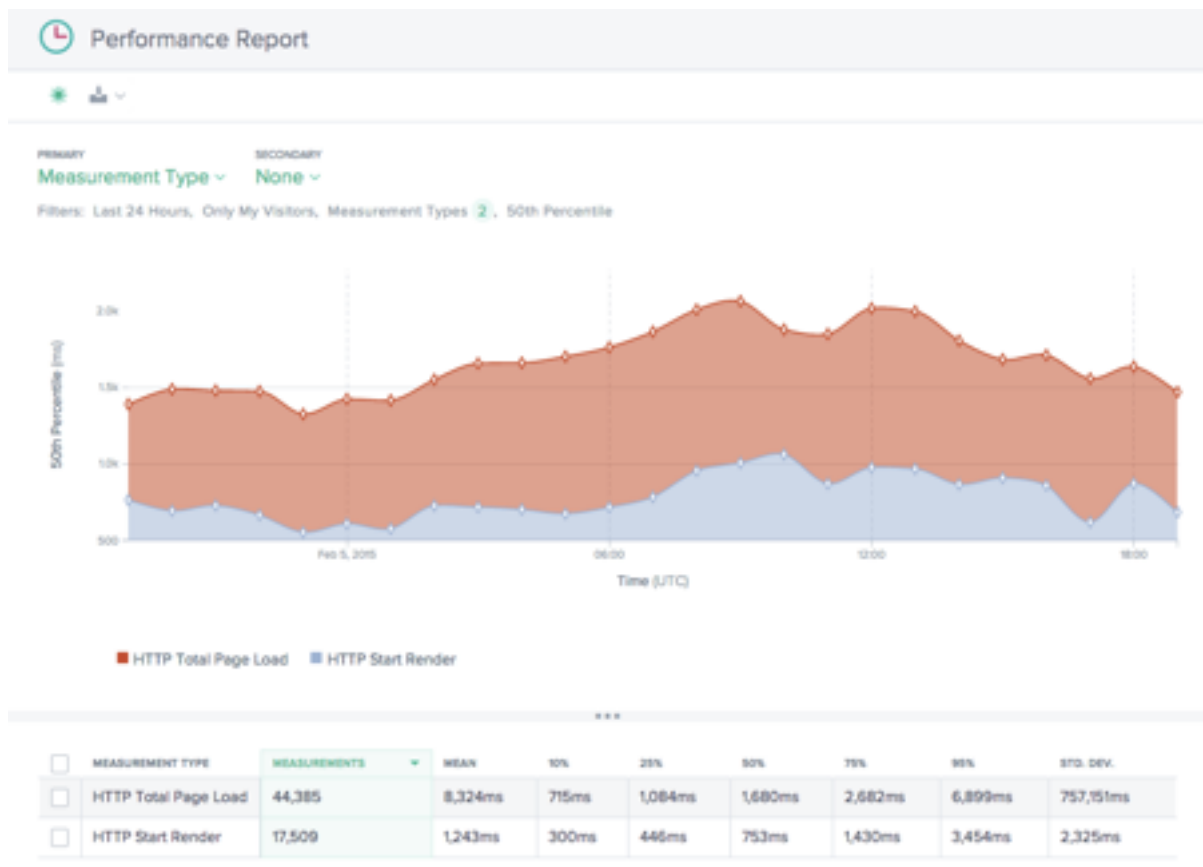 Performance Report
PRIMARY SECONDARY
Measurement Type None
Filters: Last 24 Hours, Only My Visitors, Measurement Types 2, 50th Percentile
2.0k
1.5k
1.0k
500
50th Percentile (ms)
Feb 5, 2015 06:00 12:00 18:00
Time (UTC)
HTTP Total Page Load HTTP Start Render
MEASUREMENT TYPE MEASUREMENTS MEAN 10% 25% 50% 75% 95% STD. DEV.
HTTP Total Page Load 44,385 8,324ms 715ms 1,084ms 1,680ms 2,682ms 6,899ms 757,151ms
HTTP Start Render 17,509 1,243ms 300ms 446ms 753ms 1,430ms 3,454ms 2,325ms